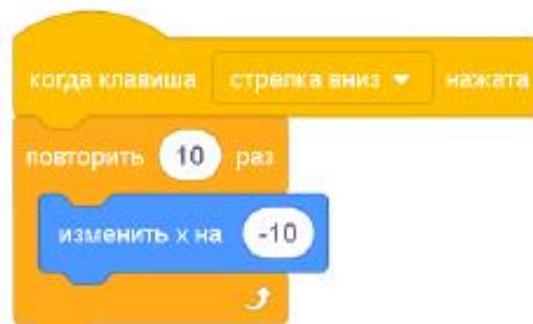 когда клавиша стрелка вниз нажата
повторить 10 раз
изменить x на -10